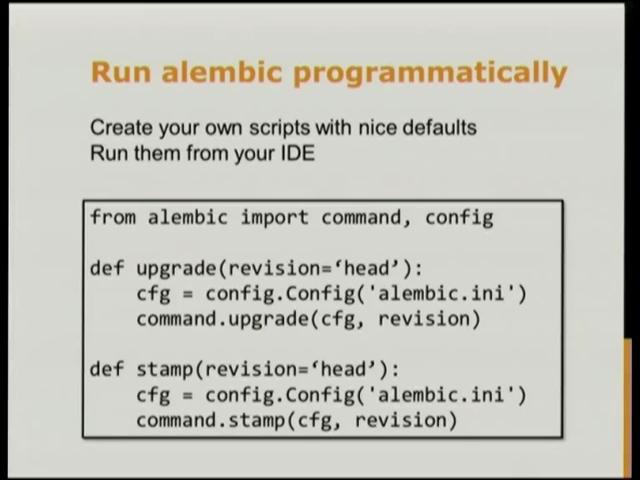 Run alembic programmatically
Create your own scripts with nice defaults
Run them from your IDE
from alembic import command, config
def upgrade(revision=‘head’):
    cfg = config.Config('alembic.ini')
    command.upgrade(cfg, revision)
def stamp(revision=‘head’):
    cfg = config.Config('alembic.ini')
    command.stamp(cfg, revision)